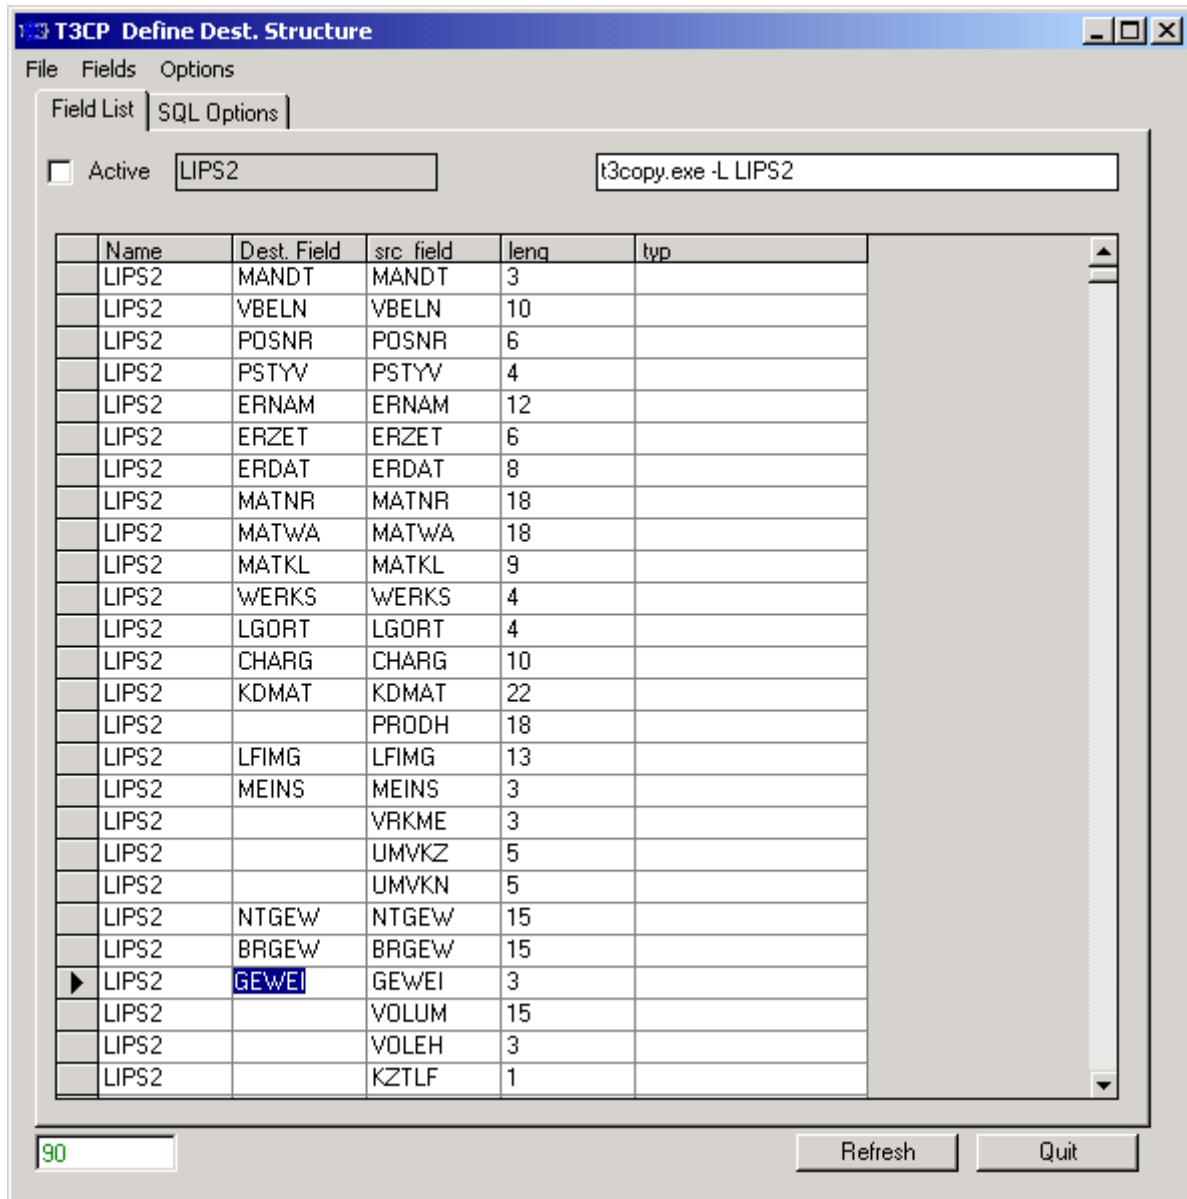 T3CP Define Dest. Structure
File Fields Options
Field List SQL Options
Active LIPS2 t3copy.exe -L LIPS2
Name Dest. Field src_field leng typ
LIPS2 MANDT MANDT 3
LIPS2 VBELN VBELN 10
LIPS2 POSNR POSNR 6
LIPS2 PSTYV PSTYV 4
LIPS2 ERNAM ERNAM 12
LIPS2 ERZET ERZET 6
LIPS2 ERDAT ERDAT 8
LIPS2 MATNR MATNR 18
LIPS2 MATWA MATWA 18
LIPS2 MATKL MATKL 9
LIPS2 WERKS WERKS 4
LIPS2 LGORT LGORT 4
LIPS2 CHARG CHARG 10
LIPS2 KDMAT KDMAT 22
LIPS2 PRODH 18
LIPS2 LFIMG LFIMG 13
LIPS2 MEINS MEINS 3
LIPS2 VRKME 3
LIPS2 UMVKZ 5
LIPS2 UMVKN 5
LIPS2 NTGEW NTGEW 15
LIPS2 BRGEW BRGEW 15
LIPS2 GEWEI GEWEI 3
LIPS2 VOLUM 15
LIPS2 VOLEH 3
LIPS2 KZTLF 1
90 Refresh Quit